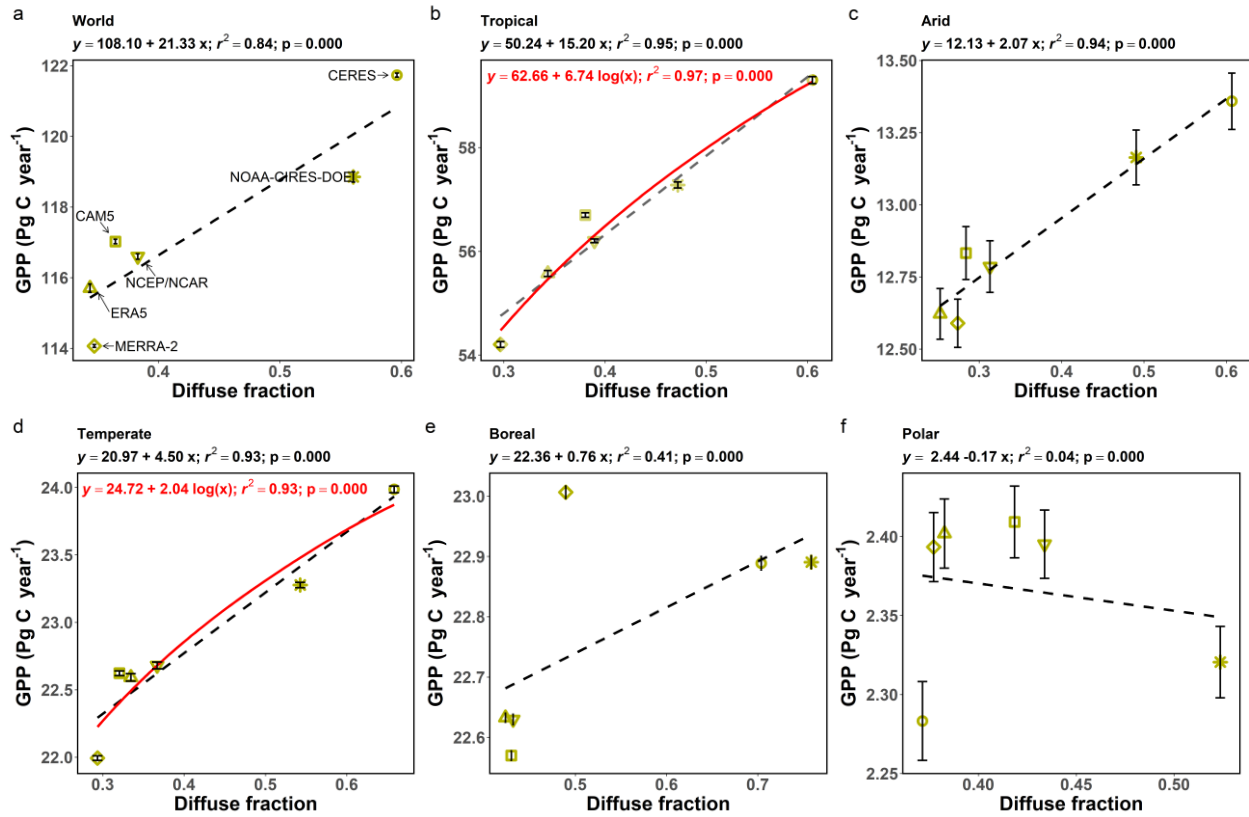 a
World
y = 108.10 + 21.33 x; r² = 0.84; p = 0.000
GPP (Pg C year⁻¹)
122
120
118
116
114
CERES
NOAA-CIRES-DOE
CAM5
NCEP/NCAR
ERA5
MERRA-2
0.4
0.5
0.6
Diffuse fraction
b
Tropical
y = 50.24 + 15.20 x; r² = 0.95; p = 0.000
y = 62.66 + 6.74 log(x); r² = 0.97; p = 0.000
GPP (Pg C year⁻¹)
58
56
54
0.3
0.4
0.5
0.6
Diffuse fraction
c
Arid
y = 12.13 + 2.07 x; r² = 0.94; p = 0.000
GPP (Pg C year⁻¹)
13.50
13.25
13.00
12.75
12.50
0.3
0.4
0.5
0.6
Diffuse fraction
d
Temperate
y = 20.97 + 4.50 x; r² = 0.93; p = 0.000
y = 24.72 + 2.04 log(x); r² = 0.93; p = 0.000
GPP (Pg C year⁻¹)
24.0
23.5
23.0
22.5
22.0
0.3
0.4
0.5
0.6
Diffuse fraction
e
Boreal
y = 22.36 + 0.76 x; r² = 0.41; p = 0.000
GPP (Pg C year⁻¹)
23.0
22.9
22.8
22.7
22.6
0.5
0.6
0.7
Diffuse fraction
f
Polar
y = 2.44 -0.17 x; r² = 0.04; p = 0.000
GPP (Pg C year⁻¹)
2.40
2.35
2.30
2.25
0.40
0.45
0.50
Diffuse fraction